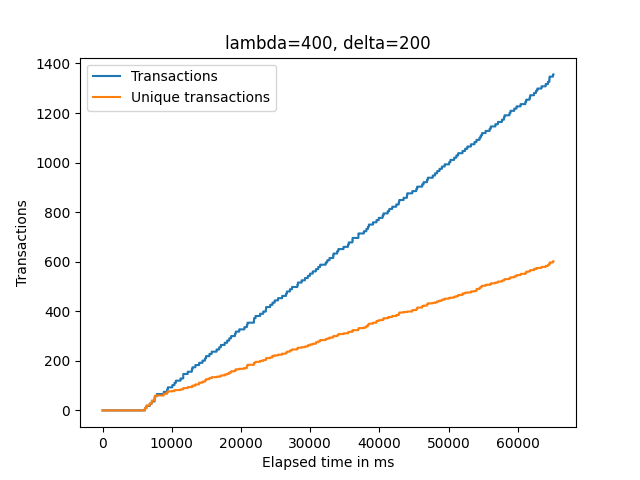 lambda=400, delta=200
Transactions
Unique transactions
Transactions
1400
1200
1000
800
600
400
200
0
0 10000 20000 30000 40000 50000 60000
Elapsed time in ms